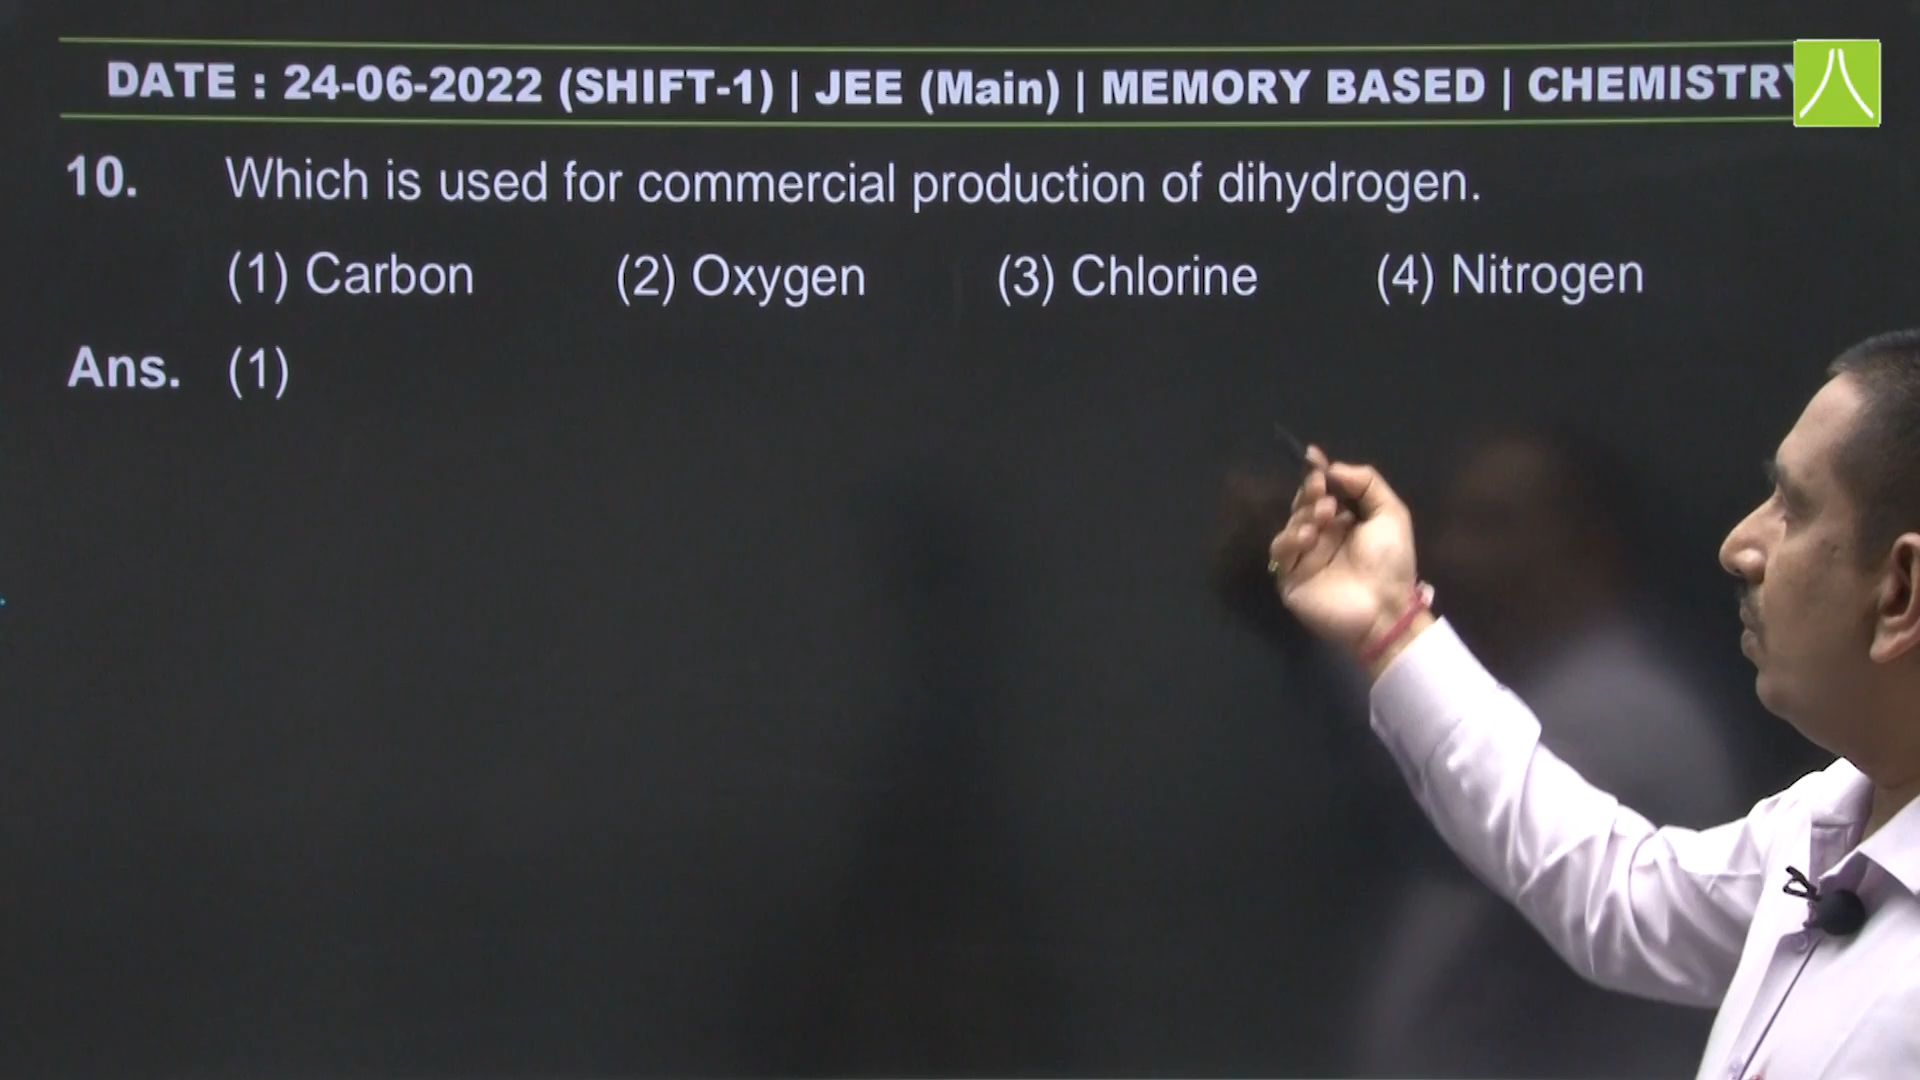 DATE : 24-06-2022 (SHIFT-1) | JEE (Main) | MEMORY BASED | CHEMISTRY
10. Which is used for commercial production of dihydrogen.
(1) Carbon (2) Oxygen (3) Chlorine (4) Nitrogen
Ans. (1)